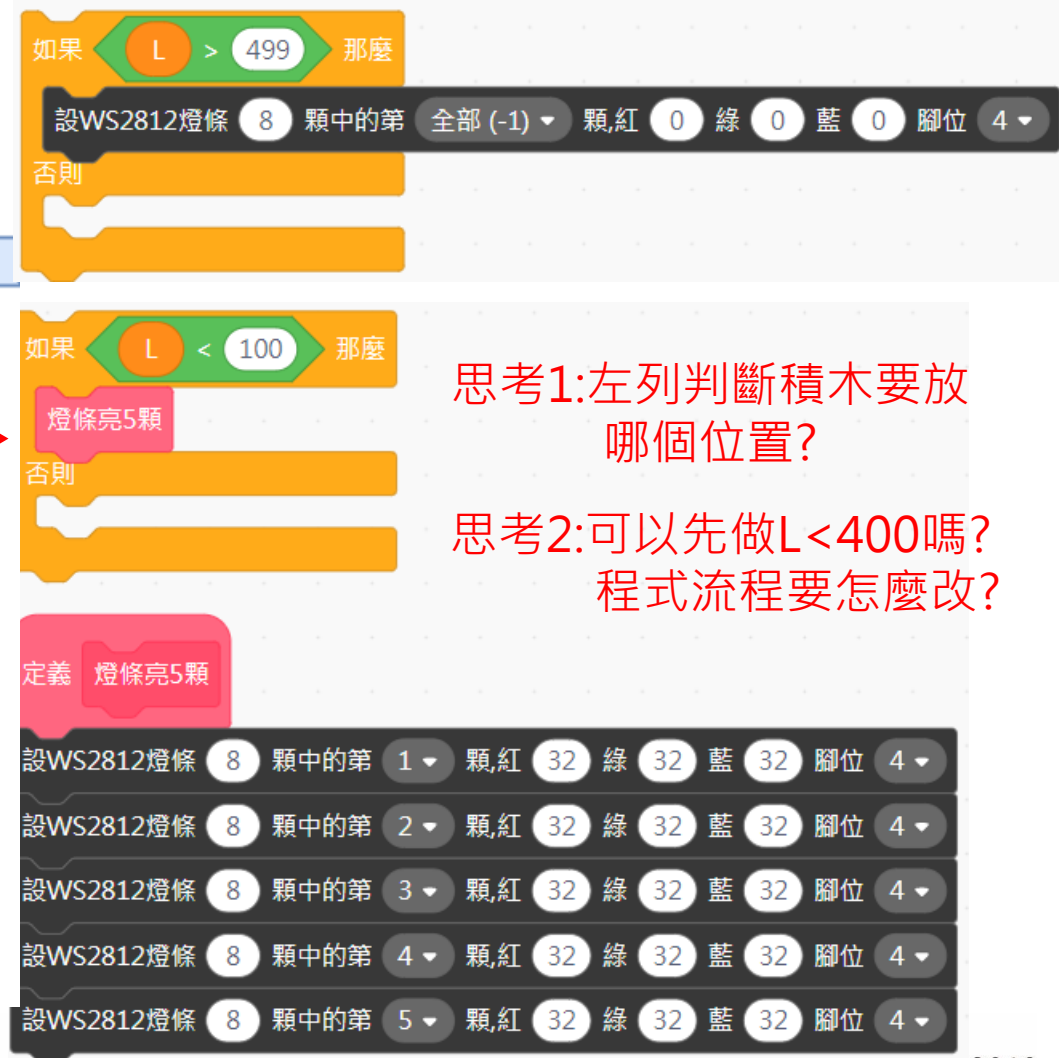 如果 L > 499 那麼
設WS2812燈條 8 顆中的第 全部 (-1) 顆,紅 0 綠 0 藍 0 腳位 4
否則
如果 L < 100 那麼
燈條亮5顆
否則
思考1:左列判斷積木要放
哪個位置?
思考2:可以先做L<400嗎?
程式流程要怎麼改?
定義 燈條亮5顆
設WS2812燈條 8 顆中的第 1 顆,紅 32 綠 32 藍 32 腳位 4
設WS2812燈條 8 顆中的第 2 顆,紅 32 綠 32 藍 32 腳位 4
設WS2812燈條 8 顆中的第 3 顆,紅 32 綠 32 藍 32 腳位 4
設WS2812燈條 8 顆中的第 4 顆,紅 32 綠 32 藍 32 腳位 4
設WS2812燈條 8 顆中的第 5 顆,紅 32 綠 32 藍 32 腳位 4